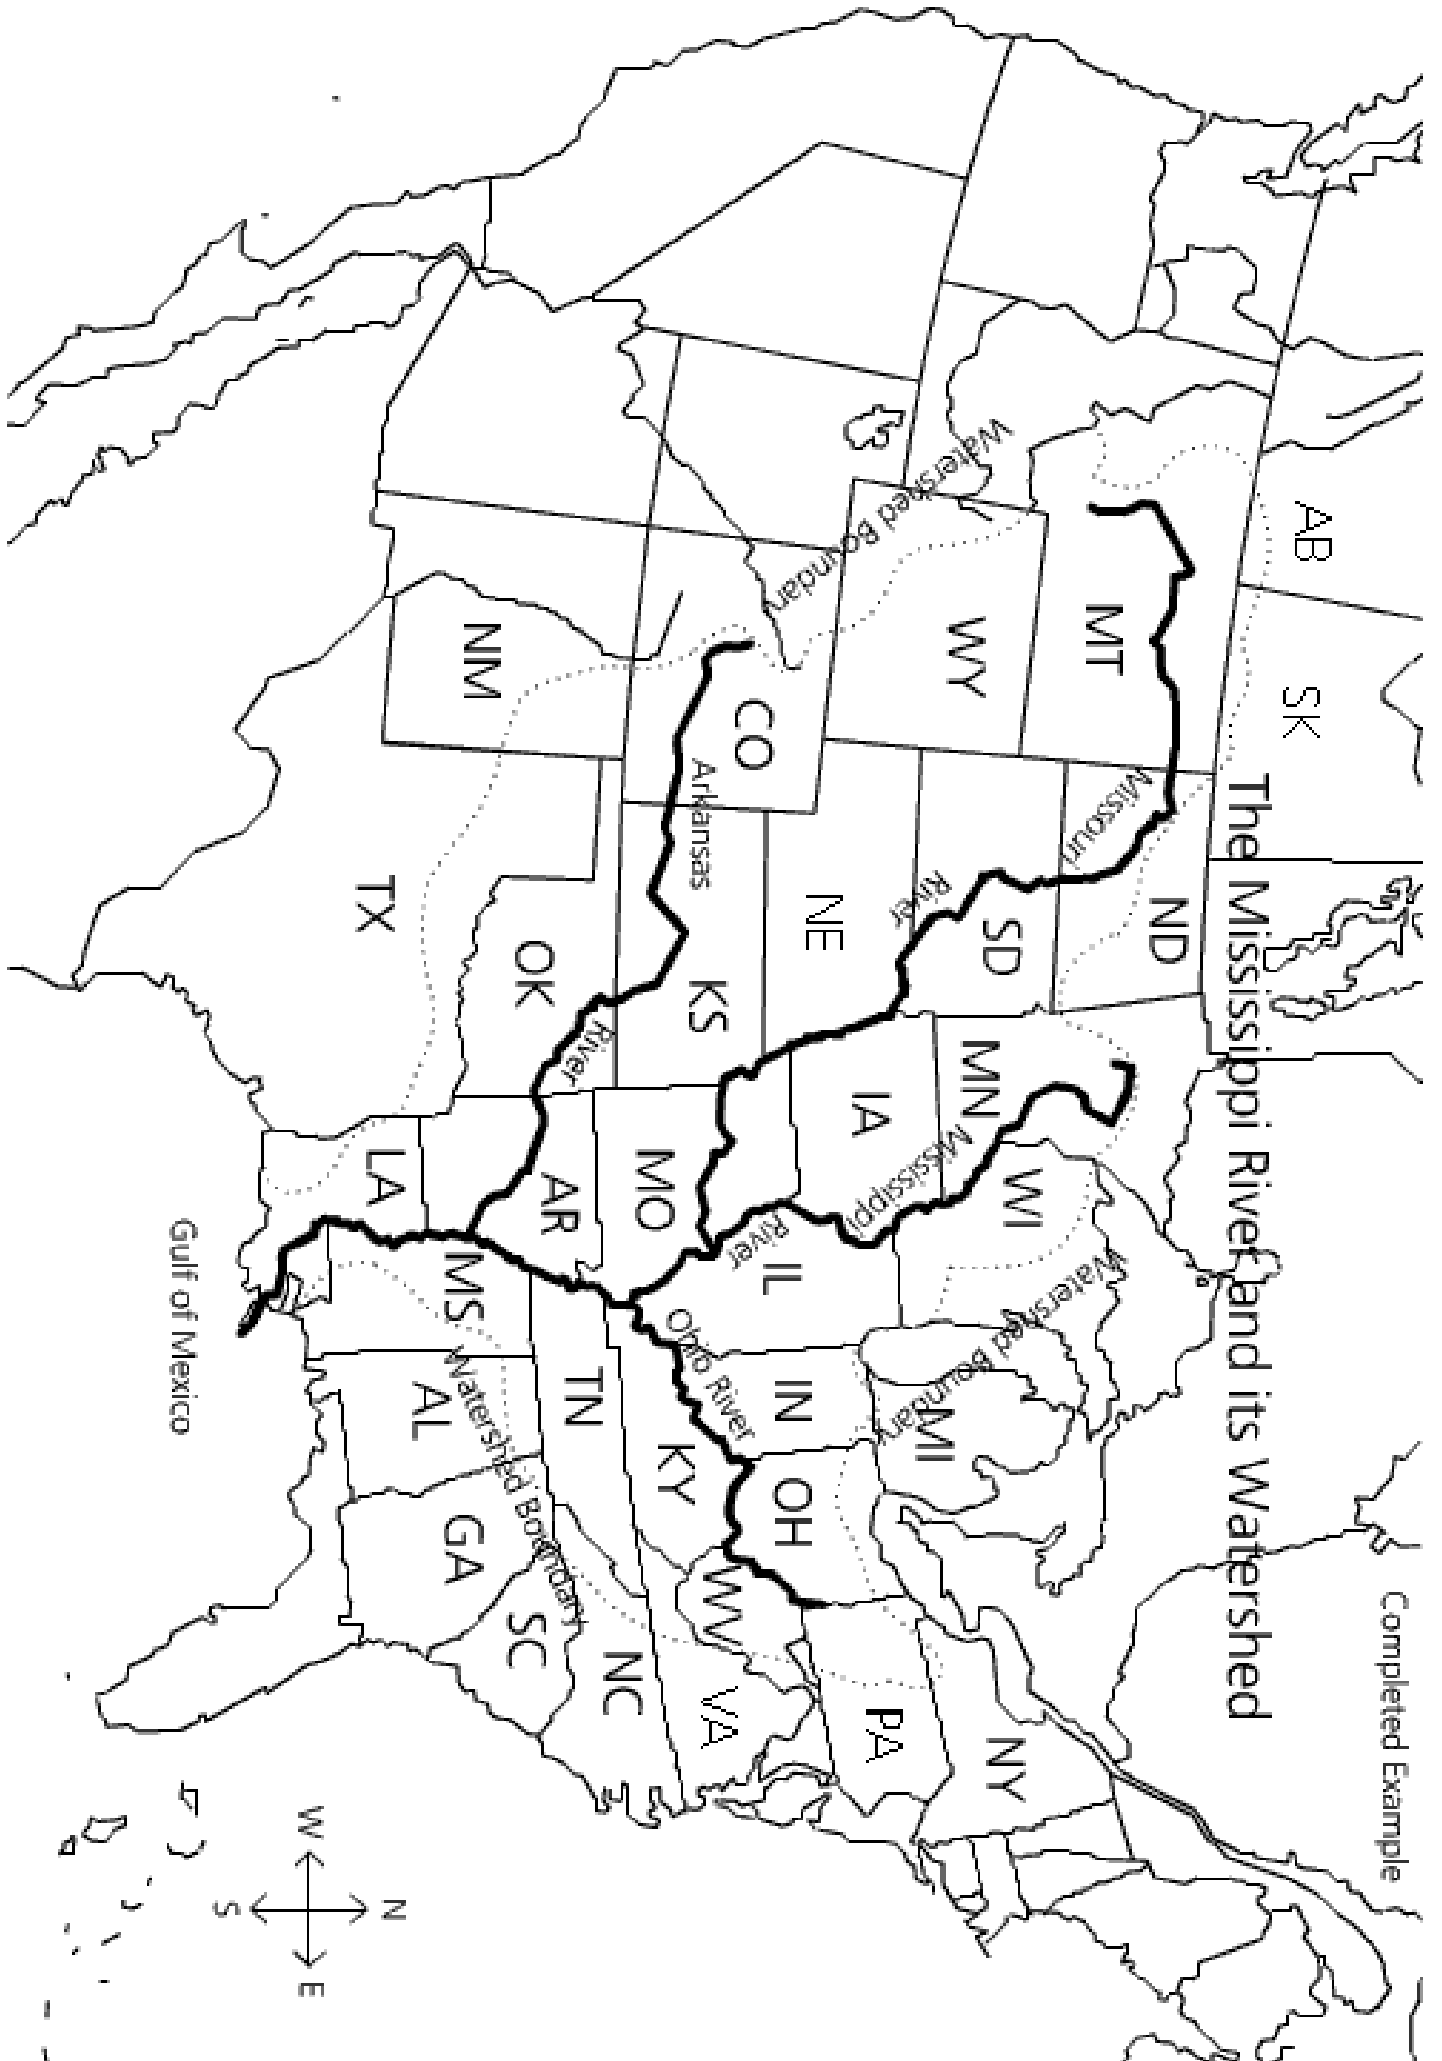 Completed Example
The Mississippi River and its Watershed
AB
SK
MT
ND
Missouri
River
MN
WI
WY
SD
Mississippi
River
Watershed Boundary
Watershed Boundary
MI
NY
NE
IA
IL
IN
OH
PA
CO
KS
MO
Ohio River
KY
WV
VA
Arkansas
River
NM
OK
AR
TN
NC
TX
LA
MS
AL
GA
SC
Watershed Boundary
Gulf of Mexico
N
W
E
S